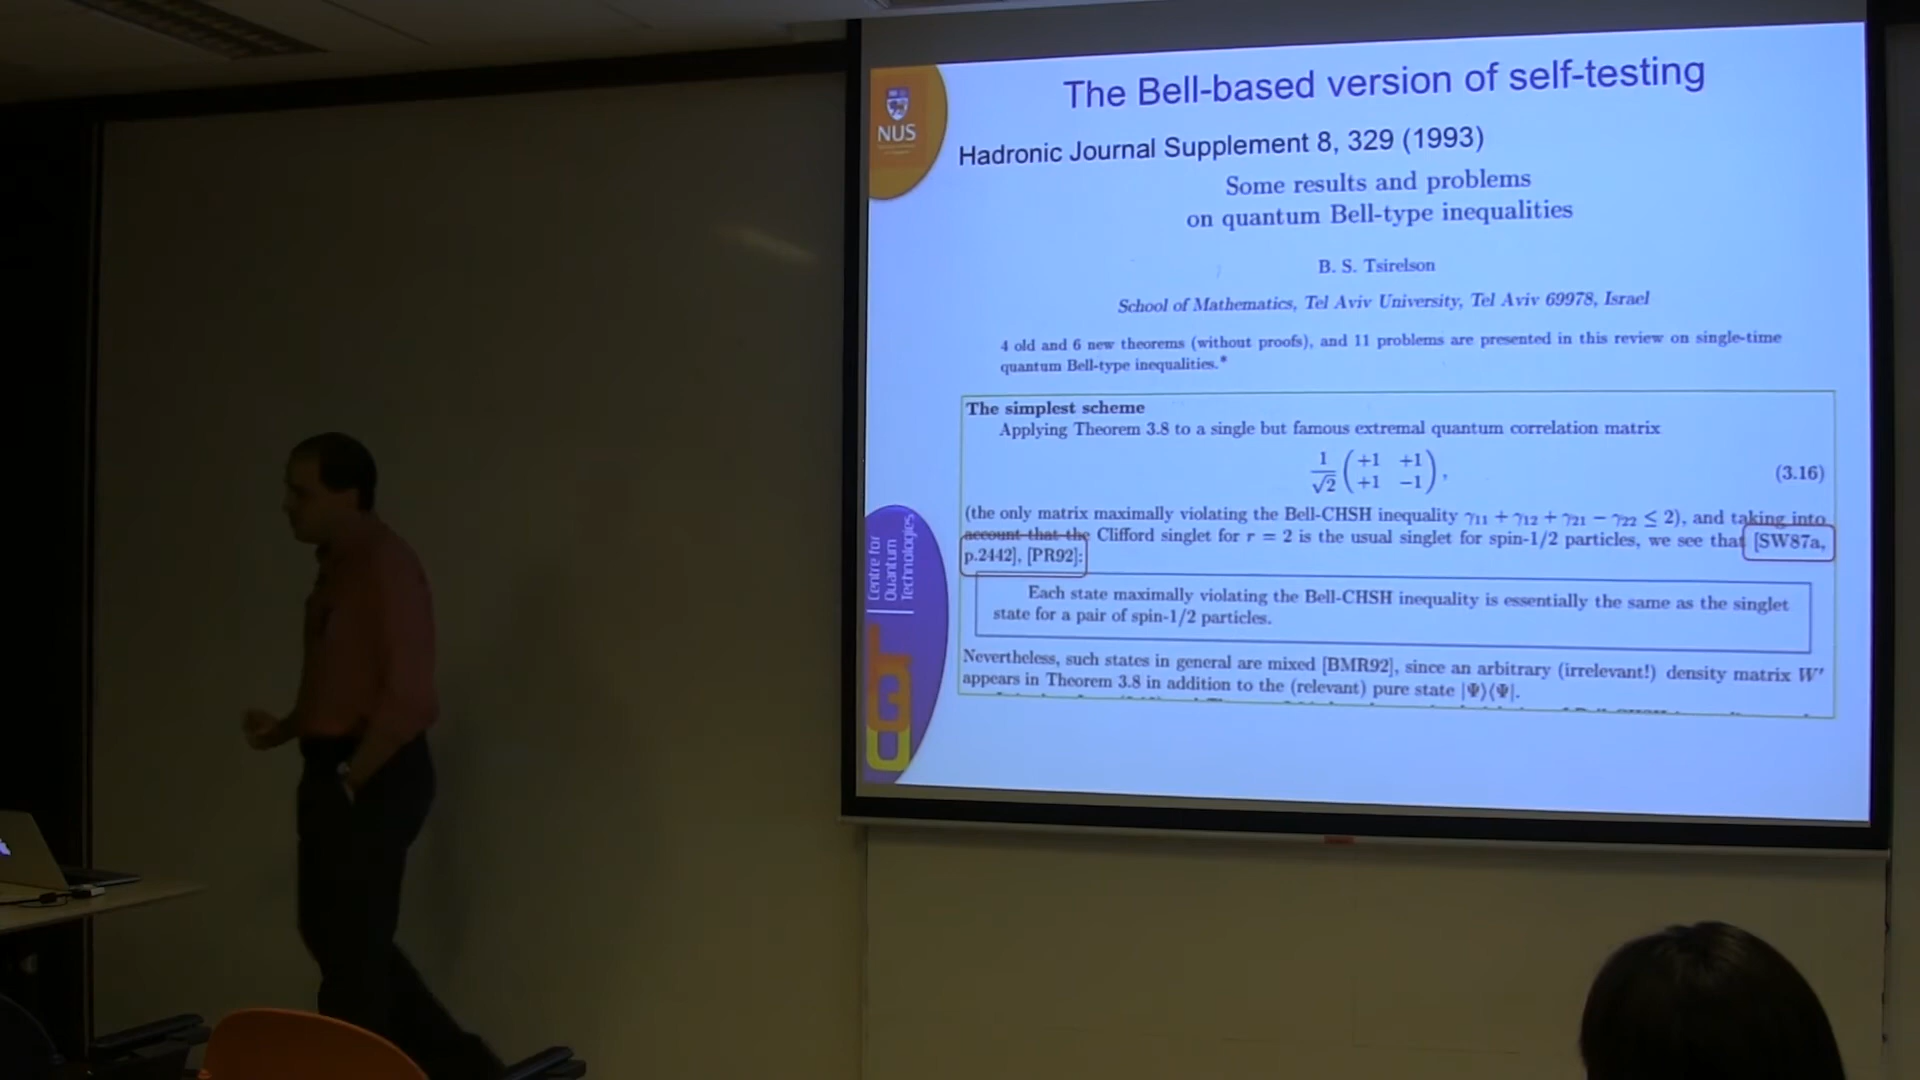 The Bell-based version of self-testing
NUS
Hadronic Journal Supplement 8, 329 (1993)
Some results and problems
on quantum Bell-type inequalities
B. S. Tsirelson
School of Mathematics, Tel Aviv University, Tel Aviv 69978, Israel
4 old and 6 new theorems (without proofs), and 11 problems are presented in this review on single-time
quantum Bell-type inequalities.*
The simplest scheme
Applying Theorem 3.8 to a single but famous extremal quantum correlation matrix
1/√2 ( +1 +1
+1 −1 ) , (3.16)
(the only matrix maximally violating the Bell-CHSH inequality γ11 + γ12 + γ21 − γ22 ≤ 2), and taking into
account that the Clifford singlet for r = 2 is the usual singlet for spin-1/2 particles, we see that [SW87a,
p.2442], [PR92]:
Each state maximally violating the Bell-CHSH inequality is essentially the same as the singlet
state for a pair of spin-1/2 particles.
Nevertheless, such states in general are mixed [BMR92], since an arbitrary (irrelevant!) density matrix W′
appears in Theorem 3.8 in addition to the (relevant) pure state |Ψ⟩⟨Ψ|.
Centre for
Quantum
Technologies